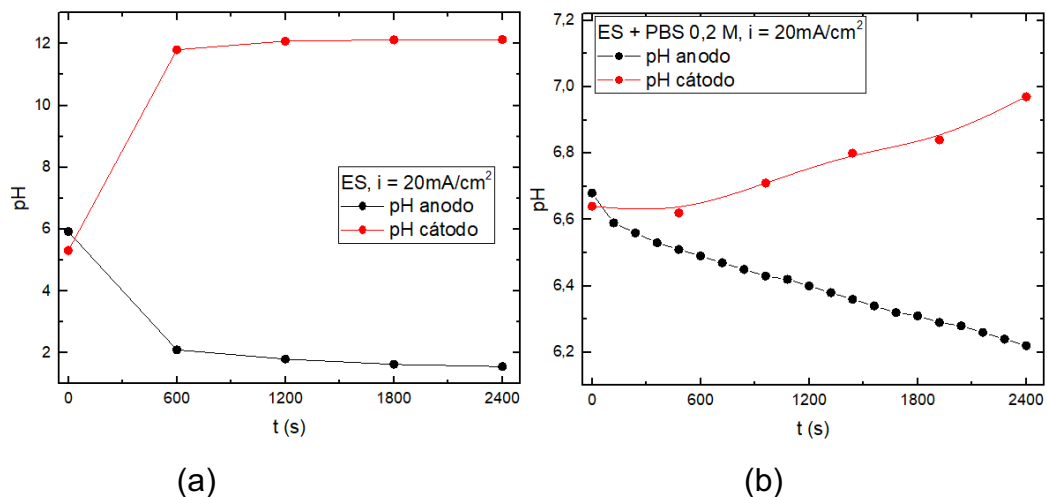 12
10
8
6
4
2
pH
ES, i = 20mA/cm²
pH anodo
pH cátodo
0 600 1200 1800 2400
t (s)
(a)
7,2
7,0
6,8
6,6
6,4
6,2
pH
ES + PBS 0,2 M, i = 20mA/cm²
pH anodo
pH cátodo
0 600 1200 1800 2400
t (s)
(b)